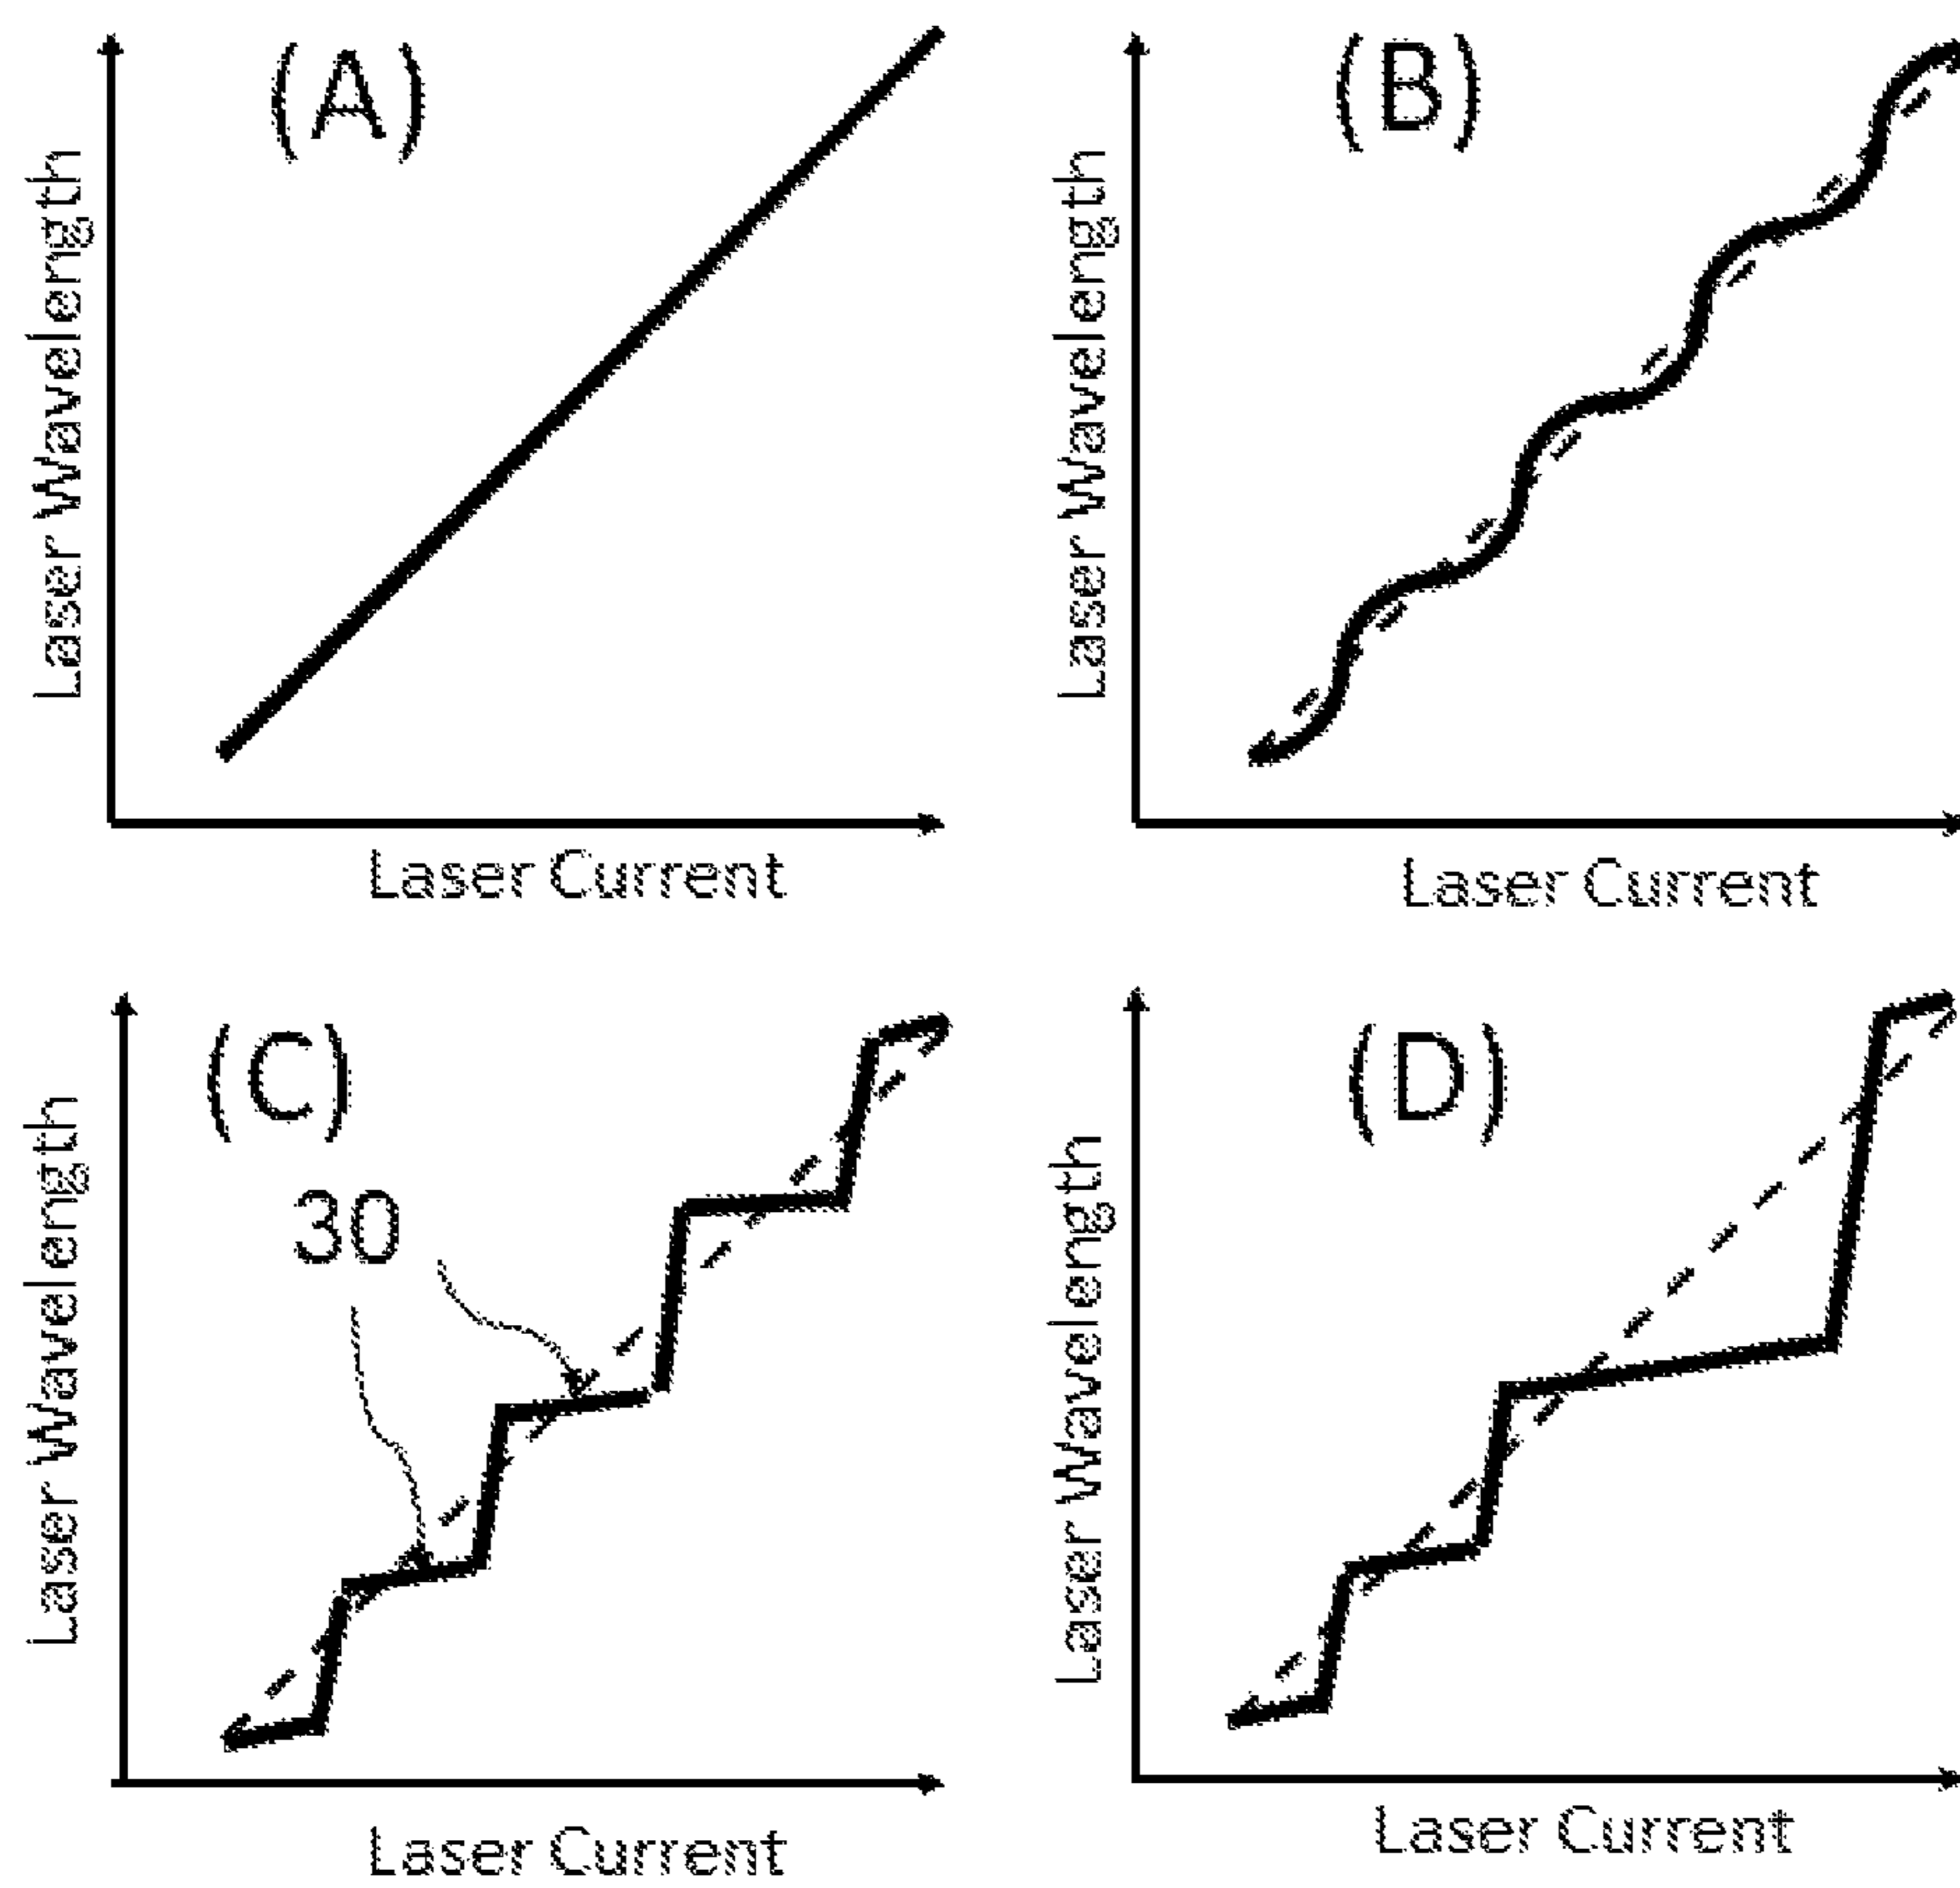 (A)
Laser Wavelength
Laser Current
(B)
Laser Wavelength
Laser Current
(C)
30
Laser Wavelength
Laser Current
(D)
Laser Wavelength
Laser Current